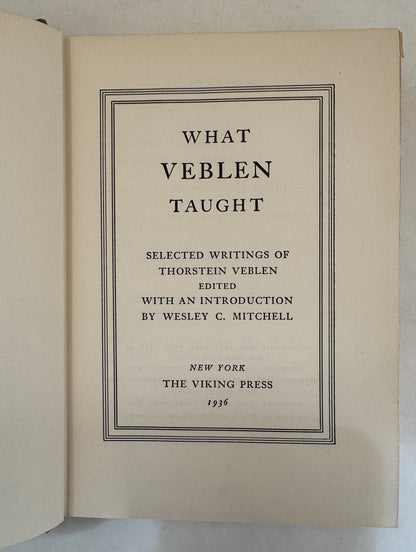 WHAT
VEBLEN
TAUGHT
SELECTED WRITINGS OF
THORSTEIN VEBLEN
EDITED
WITH AN INTRODUCTION
BY WESLEY C. MITCHELL
NEW YORK
THE VIKING PRESS
1936